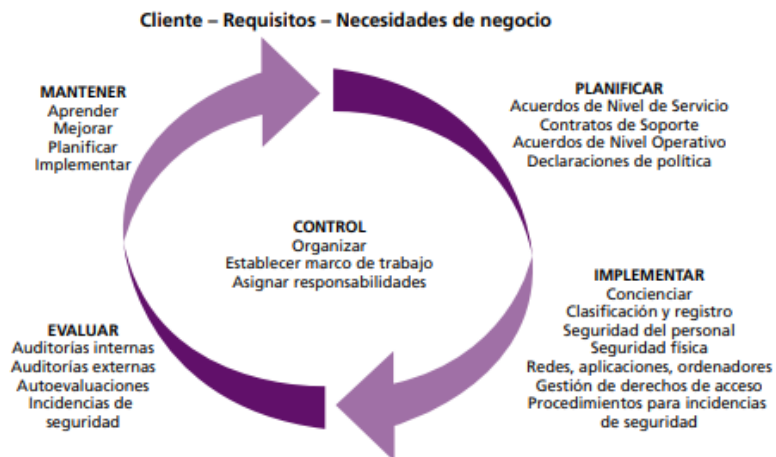 Cliente – Requisitos – Necesidades de negocio
MANTENER
Aprender
Mejorar
Planificar
Implementar
PLANIFICAR
Acuerdos de Nivel de Servicio
Contratos de Soporte
Acuerdos de Nivel Operativo
Declaraciones de política
CONTROL
Organizar
Establecer marco de trabajo
Asignar responsabilidades
EVALUAR
Auditorías internas
Auditorías externas
Autoevaluaciones
Incidencias de
seguridad
IMPLEMENTAR
Concienciar
Clasificación y registro
Seguridad del personal
Seguridad física
Redes, aplicaciones, ordenadores
Gestión de derechos de acceso
Procedimientos para incidencias
de seguridad